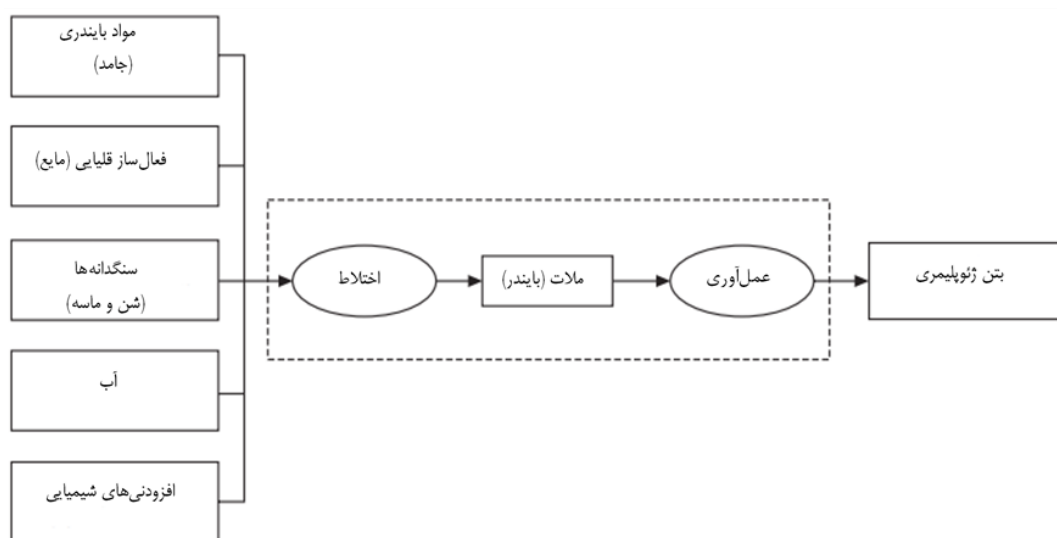 مواد بایندری
(جامد)
فعال‌ساز قلیایی (مایع)
سنگدانه‌ها
(شن و ماسه)
آب
افزودنی‌های شیمیایی
اختلاط
ملات (بایندر)
عمل‌آوری
بتن ژئوپلیمری